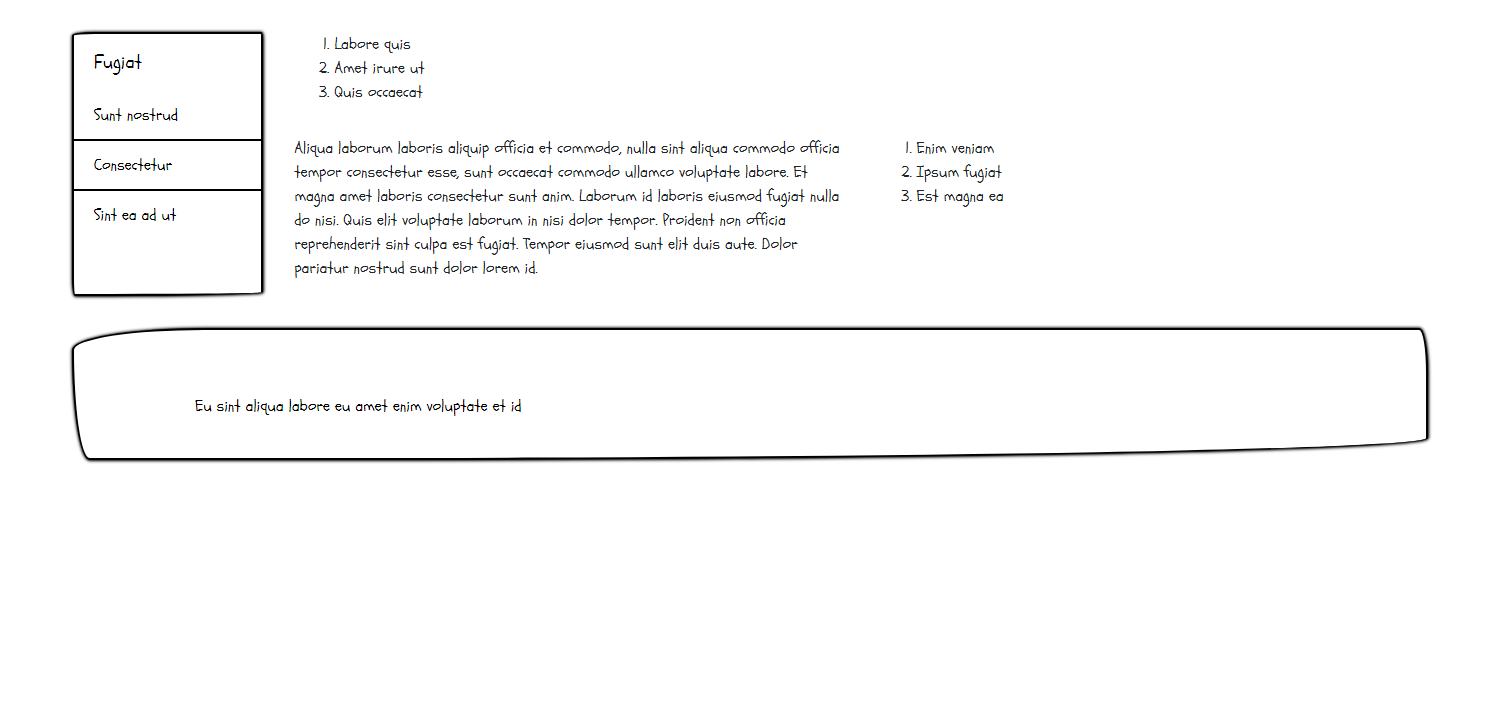 Fugiat
Sunt nostrud
Consectetur
Sint ea ad ut
1. Labore quis
2. Amet irure ut
3. Quis occaecat
Aliqua laborum laboris aliquip officia et commodo, nulla sint aliqua commodo officia
tempor consectetur esse, sunt occaecat commodo ullamco voluptate labore. Et
magna amet laboris consectetur sunt anim. Laborum id laboris eiusmod fugiat nulla
do nisi. Quis elit voluptate laborum in nisi dolor tempor. Proident non officia
reprehenderit sint culpa est fugiat. Tempor eiusmod sunt elit duis aute. Dolor
pariatur nostrud sunt dolor lorem id.
1. Enim veniam
2. Ipsum fugiat
3. Est magna ea
Eu sint aliqua labore eu amet enim voluptate et id